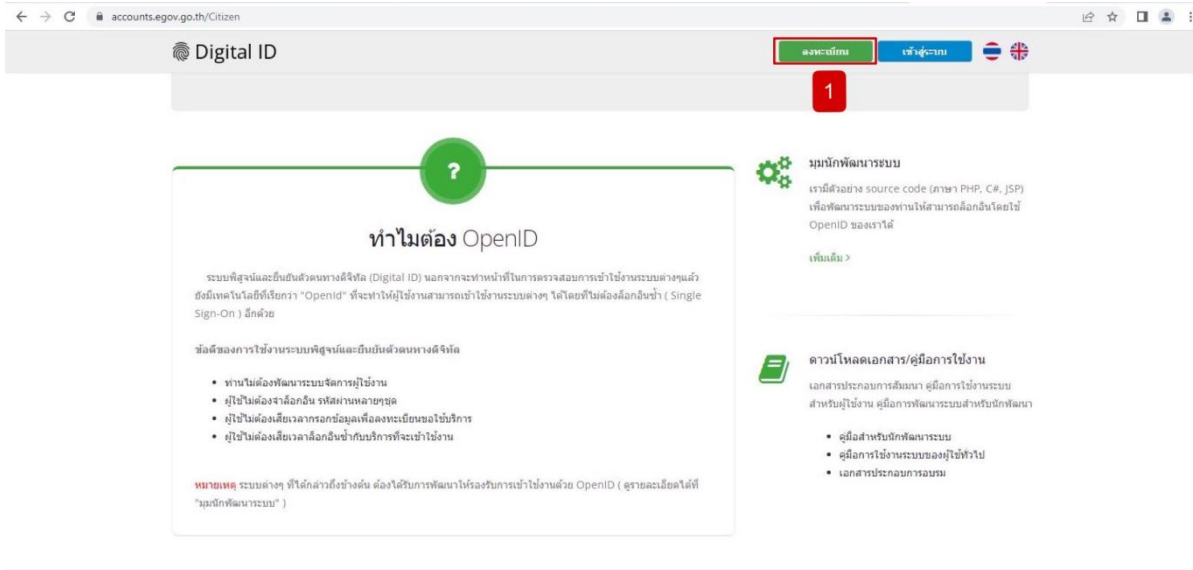 accounts.egov.go.th/Citizen
Digital ID
ลงทะเบียน
เข้าสู่ระบบ
1
?
ทำไมต้อง OpenID
ระบบพิสูจน์และยืนยันตัวตนทางดิจิทัล (Digital ID) นอกจากจะทำหน้าที่ในการตรวจสอบการเข้าใช้งานระบบต่างๆแล้ว
ยังมีเทคโนโลยีที่เรียกว่า "OpenId" ที่จะทำให้ผู้ใช้งานสามารถเข้าใช้งานระบบต่างๆ ได้โดยที่ไม่ต้องล็อกอินซ้ำ ( Single
Sign-On ) อีกด้วย
ข้อดีของการใช้งานระบบพิสูจน์และยืนยันตัวตนทางดิจิทัล
• ท่านไม่ต้องพัฒนาระบบจัดการผู้ใช้งาน
• ผู้ใช้ไม่ต้องจำล็อกอิน รหัสผ่านหลายๆชุด
• ผู้ใช้ไม่ต้องเสียเวลากรอกข้อมูลเพื่อลงทะเบียนขอใช้บริการ
• ผู้ใช้ไม่ต้องเสียเวลาล็อกอินซ้ำกับบริการที่จะเข้าใช้งาน
หมายเหตุ ระบบต่างๆ ที่ได้กล่าวถึงข้างต้น ต้องได้รับการพัฒนาให้รองรับการเข้าใช้งานด้วย OpenID ( ดูรายละเอียดได้ที่
"มุมนักพัฒนาระบบ" )
มุมนักพัฒนาระบบ
เรามีตัวอย่าง source code (ภาษา PHP, C#, JSP)
เพื่อพัฒนาระบบของท่านให้สามารถล็อกอินโดยใช้
OpenID ของเราได้
เพิ่มเติม >
ดาวน์โหลดเอกสาร/คู่มือการใช้งาน
เอกสารประกอบการสัมมนา คู่มือการใช้งานระบบ
สำหรับผู้ใช้งาน คู่มือการพัฒนาระบบสำหรับนักพัฒนา
• คู่มือสำหรับนักพัฒนาระบบ
• คู่มือการใช้งานระบบของผู้ใช้ทั่วไป
• เอกสารประกอบการอบรม